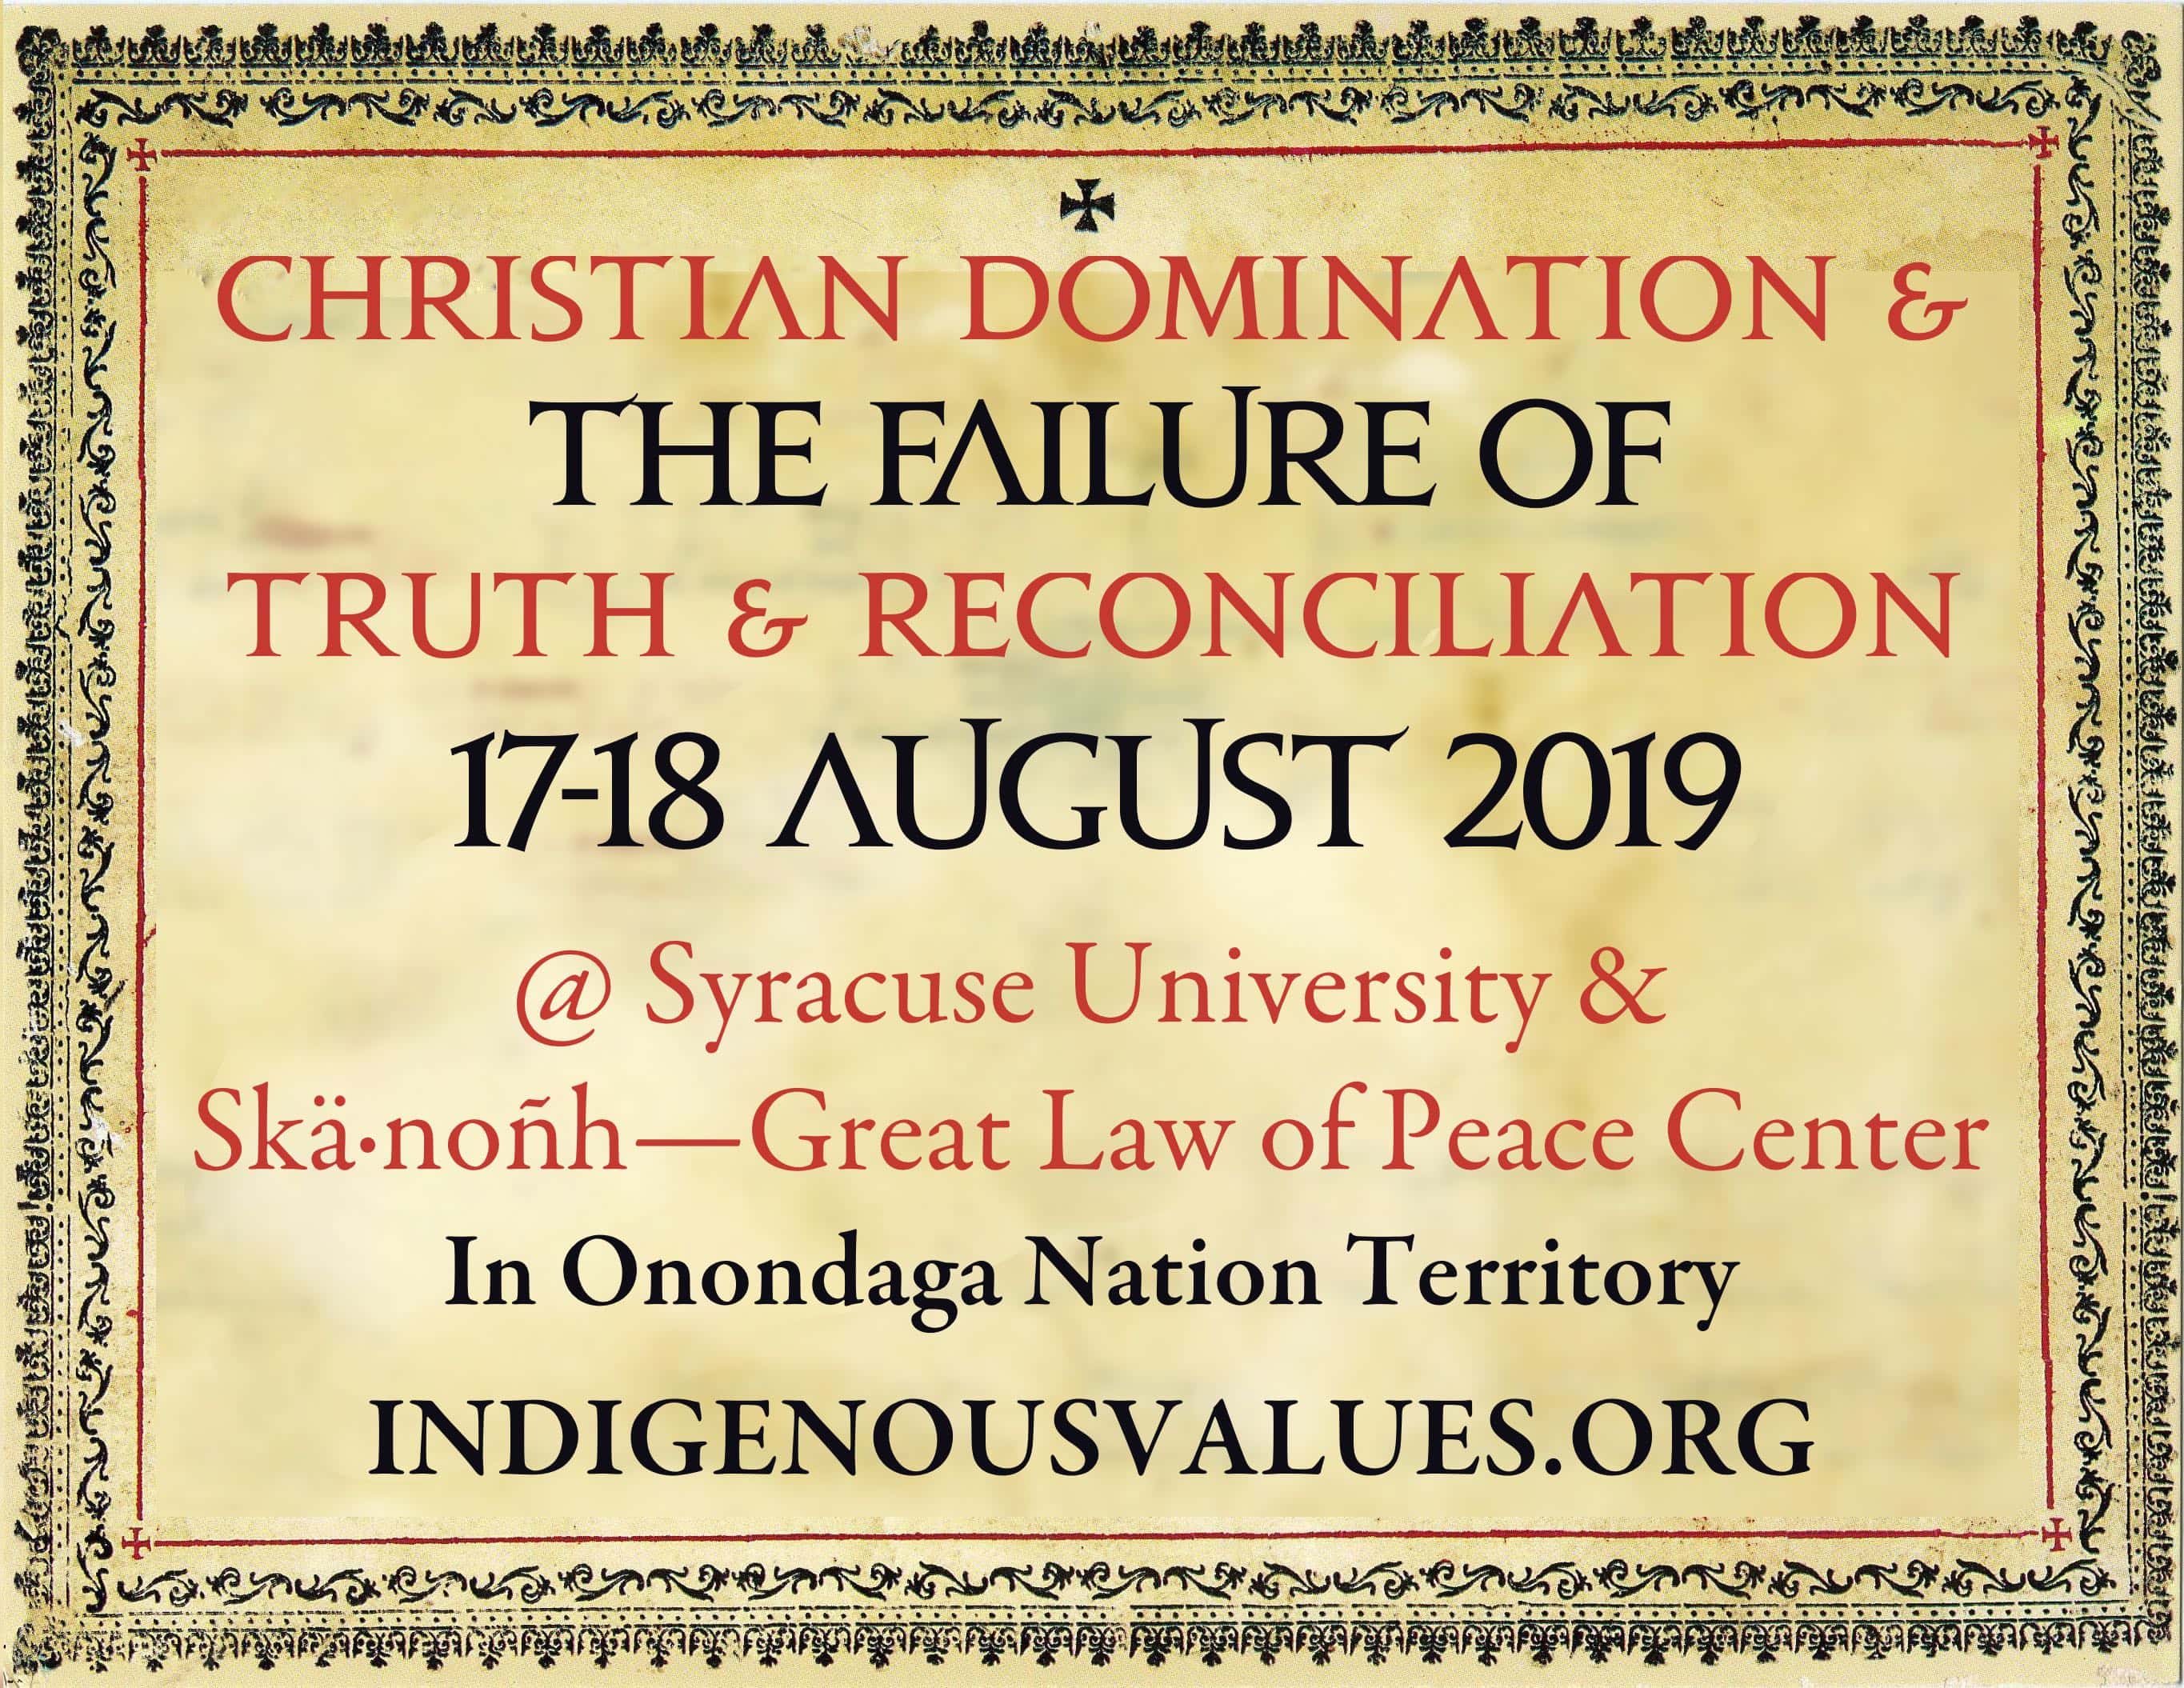 CHRISTIAN DOMINATION &
THE FAILURE OF
TRUTH & RECONCILIATION
17-18 AUGUST 2019
@ Syracuse University &
Skä·noñh—Great Law of Peace Center
In Onondaga Nation Territory
INDIGENOUSVALUES.ORG